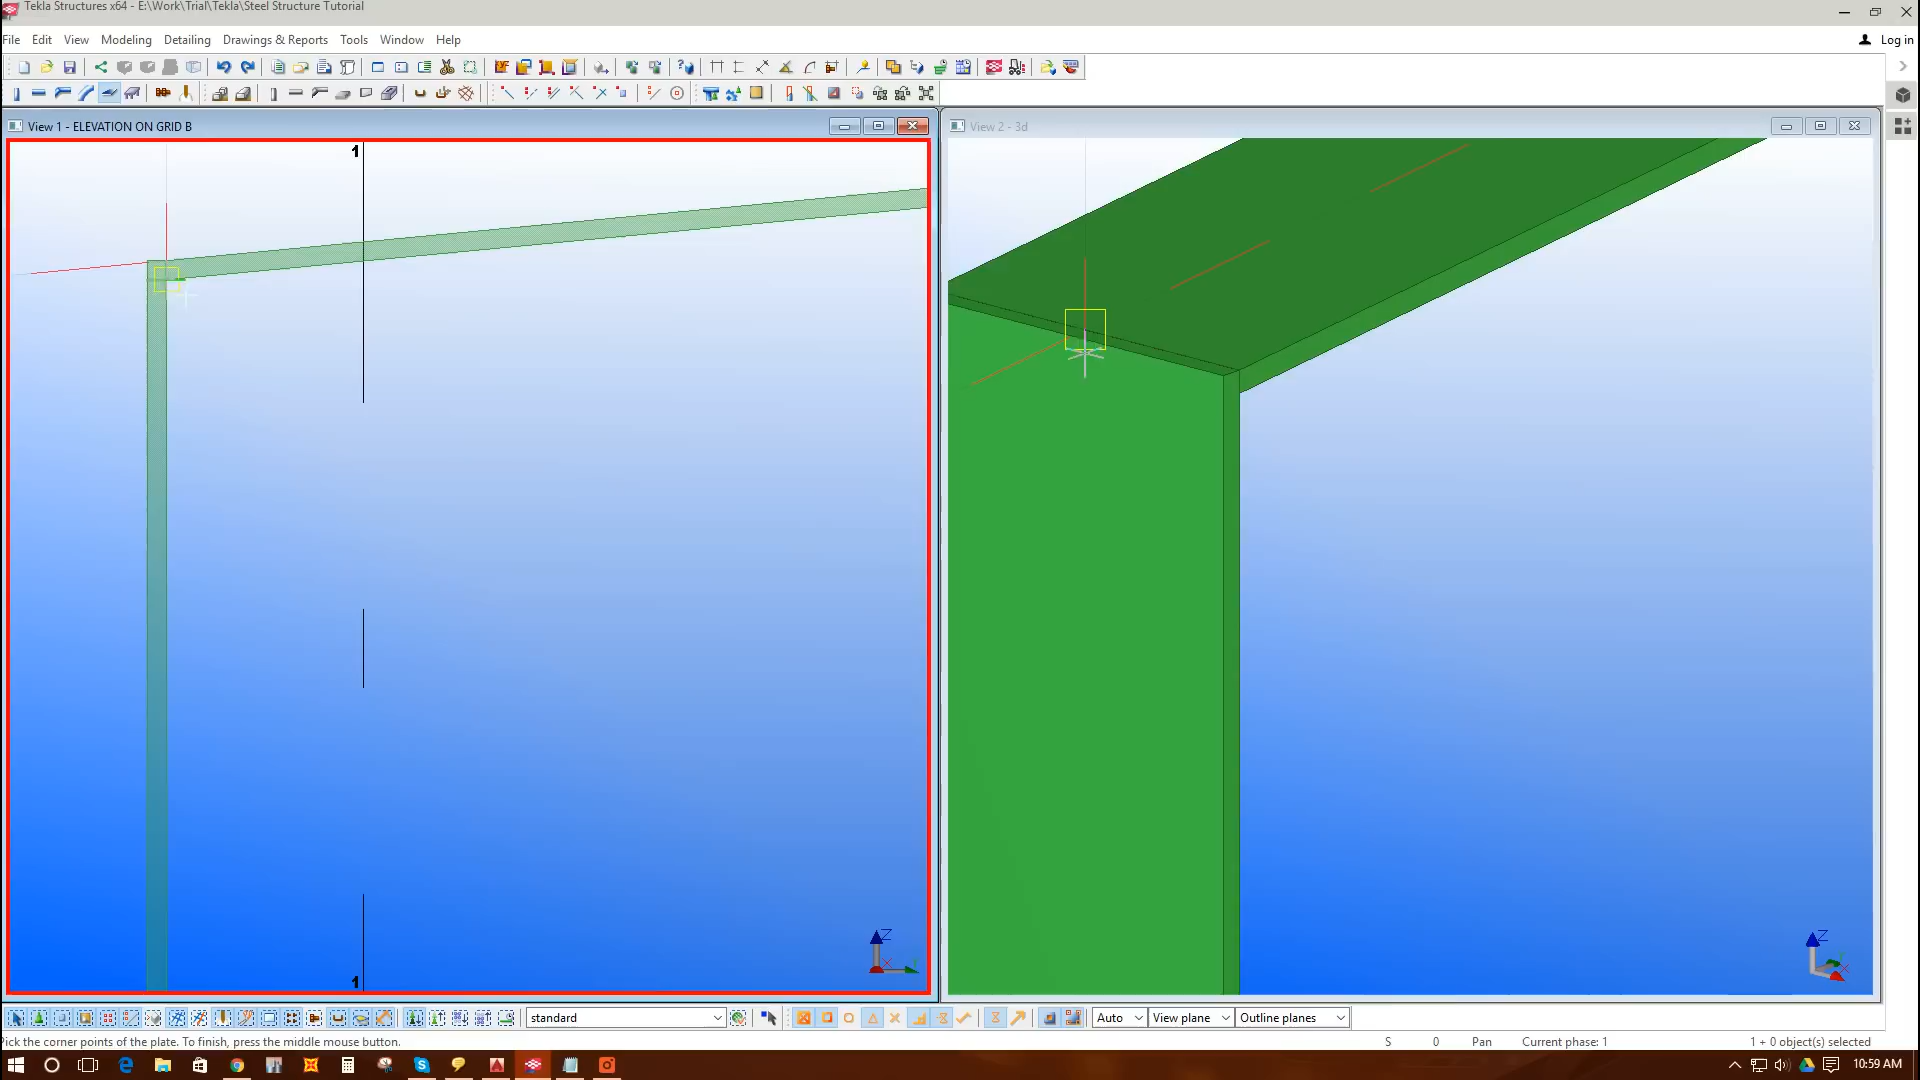 Tekla Structures x64 - E:\Work\Trial\Tekla\Steel Structure Tutorial
File Edit View Modeling Detailing Drawings & Reports Tools Window Help
Log in
View 1 - ELEVATION ON GRID B
View 2 - 3d
1
1
Z
X
Z
X
standard
Auto
View plane
Outline planes
Pick the corner points of the plate. To finish, press the middle mouse button.
S 0 Pan Current phase: 1 1 + 0 object(s) selected
10:59 AM